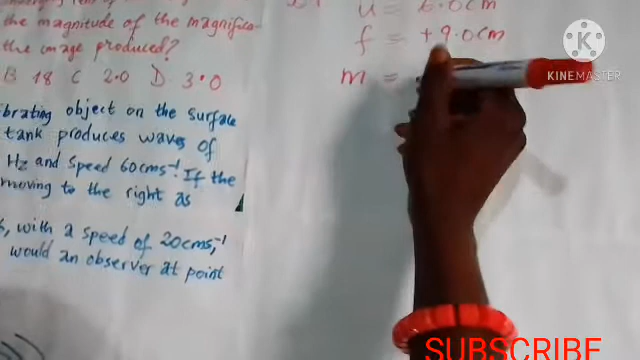 the magnitude of the magnifica-
the image produced?
B 18 C 2.0 D 3.0
brating object on the surface
tank produces waves of
Hz and speed 60cms⁻¹. If the
moving to the right as
with a speed of 20cms⁻¹,
would an observer at point
u = 6.0cm
f = +9.0cm
m =
KINEMASTER
SUBSCRIBE